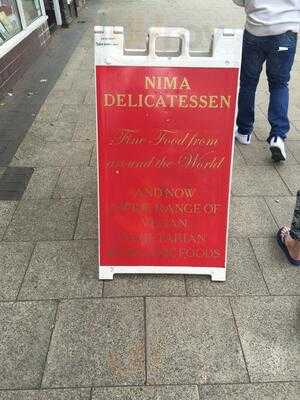 NIMA
DELICATESSEN
Fine Food from
around the World
AND NOW
RANGE OF
VEGAN
VEGETARIAN
FOODS